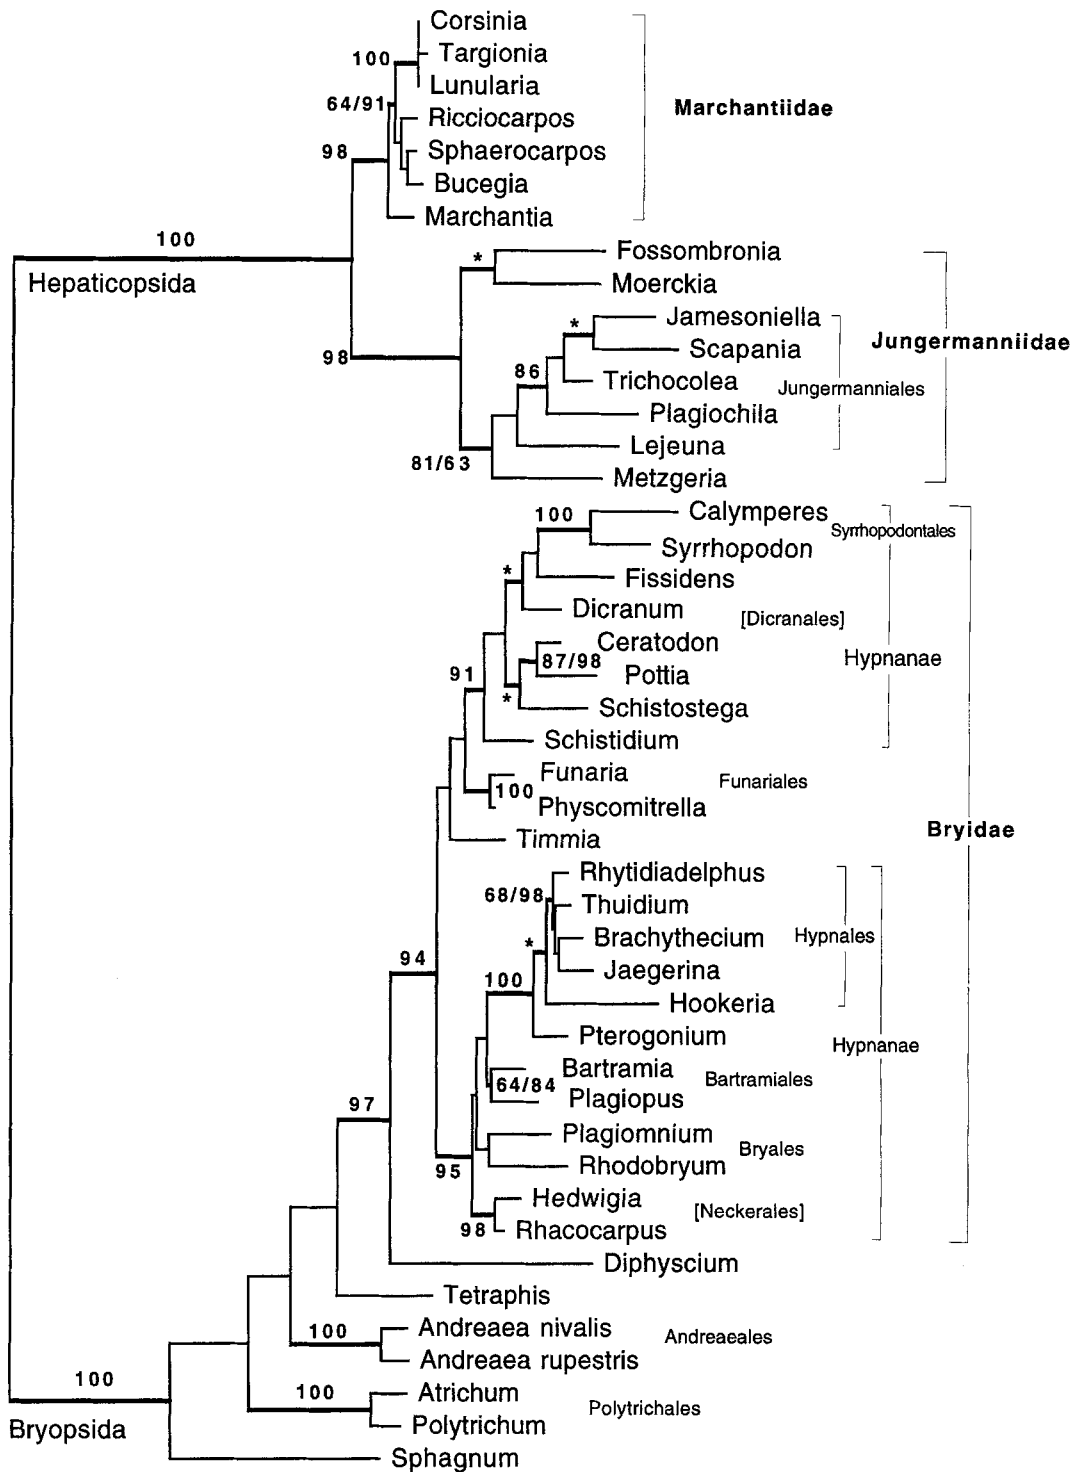 Corsinia
100
Targionia
Lunularia
64/91
Marchantiidae
Ricciocarpos
98
Sphaerocarpos
Bucegia
Marchantia
100
Hepaticopsida
*
Fossombronia
Moerckia
*
Jamesoniella
98
Scapania
Jungermanniidae
86
Trichocolea
Jungermanniales
Plagiochila
Lejeuna
81/63
Metzgeria
100
Calymperes
Syrrhopodontales
Syrrhopodon
*
Fissidens
Dicranum
[Dicranales]
Ceratodon
87/98
Hypnanae
91
Pottia
*
Schistostega
Schistidium
Funaria
100
Funariales
Physcomitrella
Timmia
Bryidae
Rhytidiadelphus
68/98
Thuidium
*
Brachythecium
Hypnales
94
Jaegerina
100
Hookeria
Pterogonium
Hypnanae
Bartramia
64/84
Bartramiales
Plagiopus
97
Plagiomnium
Bryales
95
Rhodobryum
Hedwigia
[Neckerales]
98
Rhacocarpus
Diphyscium
Tetraphis
100
Andreaea nivalis
Andreaeales
Andreaea rupestris
100
100
Atrichum
Polytrichales
Bryopsida
Polytrichum
Sphagnum